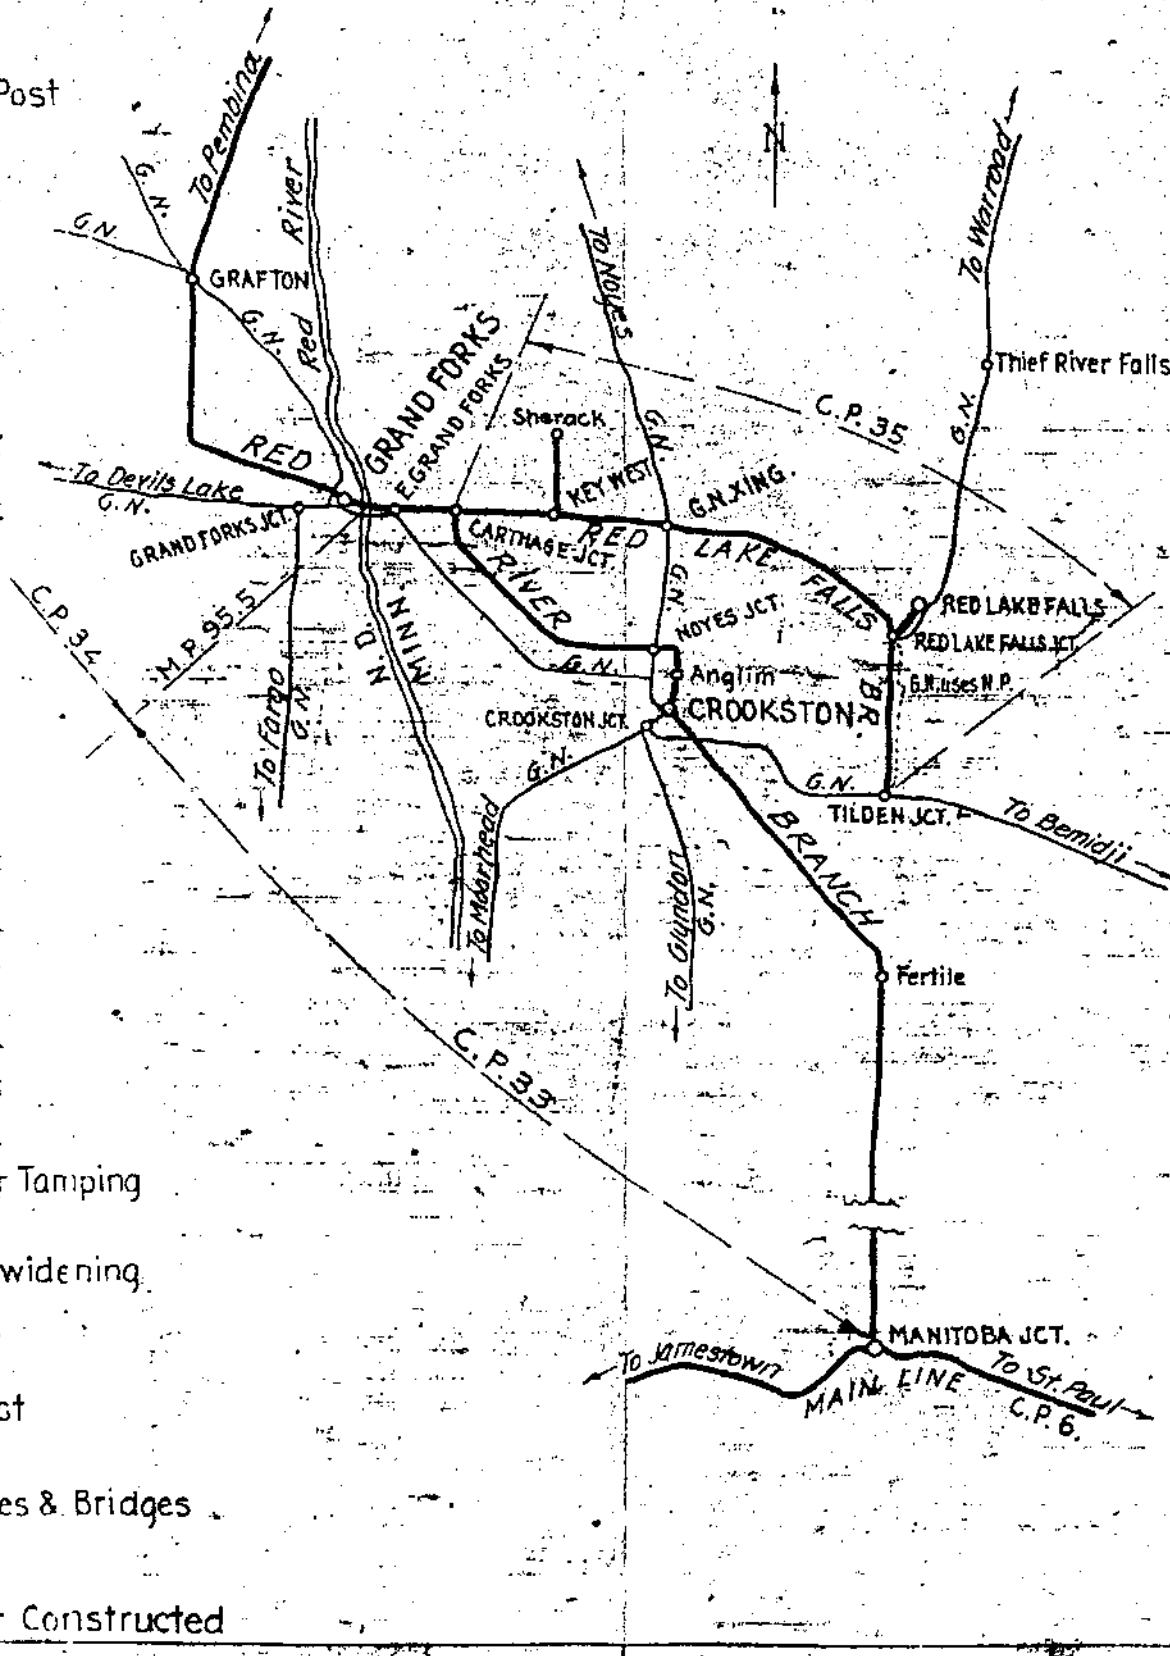 Post
To Pembina
G. N.
G.N.
GRAFTON
G.N.
Red River
N
To Noyes
To Warroad
Thief River Falls
G.N.
C.P. 35
GRAND FORKS
E. GRAND FORKS
Sherack
G.N.
KEY WEST
G.N. XING.
RED
To Devils Lake
G.N.
GRAND FORKS JCT.
CARTHAGE JCT.
RED LAKE FALLS BR
RIVER
G.N.
NOYES JCT.
RED LAKE FALLS
RED LAKE FALLS JCT.
G.N. uses N.P.
C.P. 34
M.P. 95.5
MINN.
N. D.
G.N.
Anglim
CROOKSTON
CROOKSTON JCT.
To Fargo
G.N.
G.N.
G.N.
TILDEN JCT.
To Bemidji
BRANCH
To Moorhead
To Glyndon
G.N.
Fertile
C.P. 33
Tamping
widening
MANITOBA JCT.
To Jamestown
MAIN LINE
To St. Paul
C.P. 6.
es & Bridges
Constructed